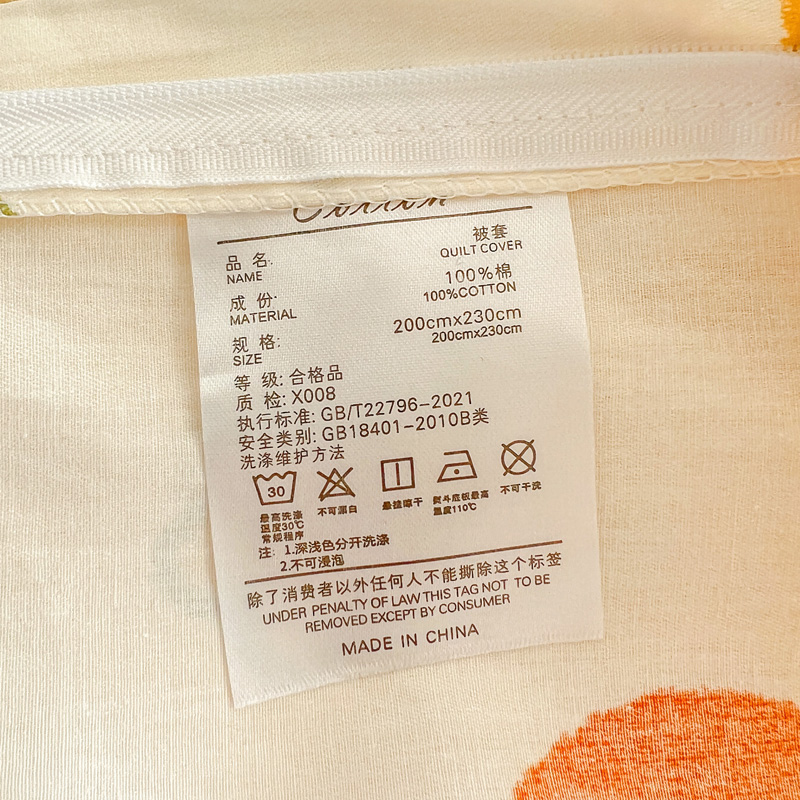 Cotton
品 名:
NAME
被套
QUILT COVER
成 份:
MATERIAL
100%棉
100%COTTON
规 格:
SIZE
200cmx230cm
200cmx230cm
等 级: 合格品
质 检: X008
执行标准: GB/T22796-2021
安全类别: GB18401-2010B类
洗涤维护方法
30
最高洗涤
温度30℃
常规程序
不可漂白
悬挂晾干
熨斗底板最高
温度110℃
不可干洗
注: 1.深浅色分开洗涤
2.不可浸泡
除了消费者以外任何人不能撕除这个标签
UNDER PENALTY OF LAW THIS TAG NOT TO BE
REMOVED EXCEPT BY CONSUMER
MADE IN CHINA